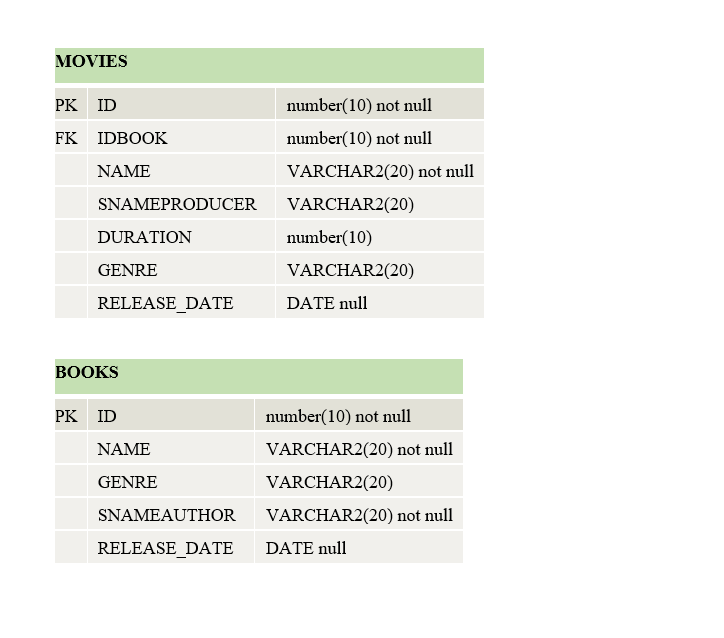 MOVIES
PK ID number(10) not null
FK IDBOOK number(10) not null
NAME VARCHAR2(20) not null
SNAMEPRODUCER VARCHAR2(20)
DURATION number(10)
GENRE VARCHAR2(20)
RELEASE_DATE DATE null
BOOKS
PK ID number(10) not null
NAME VARCHAR2(20) not null
GENRE VARCHAR2(20)
SNAMEAUTHOR VARCHAR2(20) not null
RELEASE_DATE DATE null